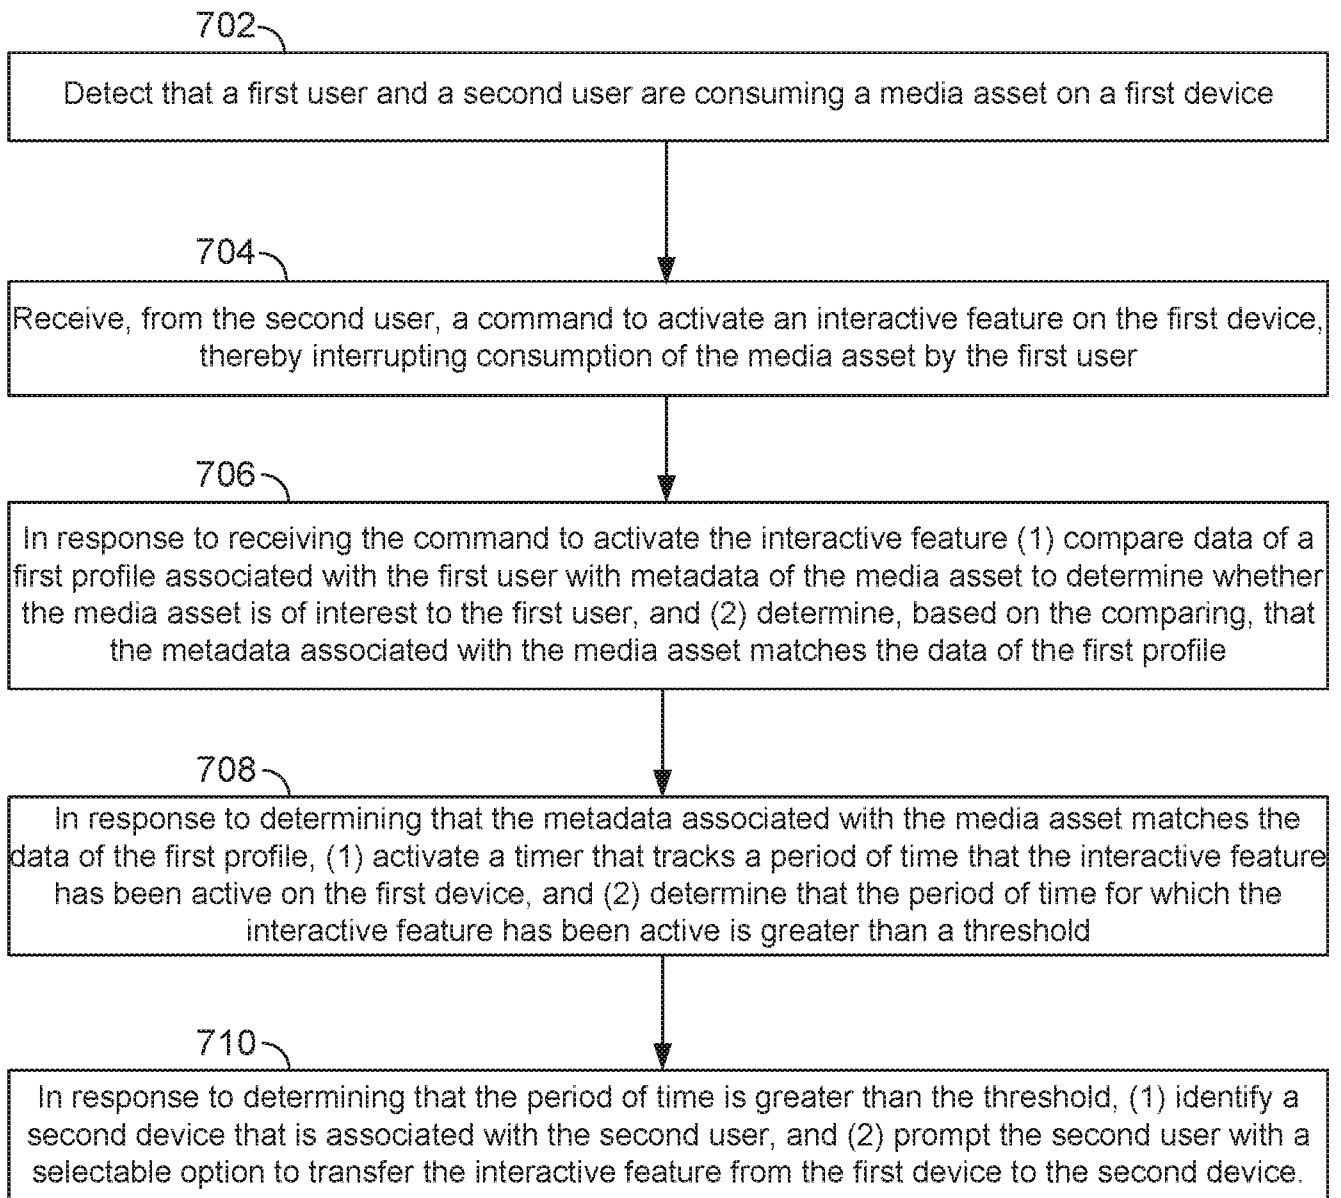 702
Detect that a first user and a second user are consuming a media asset on a first device
704
Receive, from the second user, a command to activate an interactive feature on the first device,
thereby interrupting consumption of the media asset by the first user
706
In response to receiving the command to activate the interactive feature (1) compare data of a
first profile associated with the first user with metadata of the media asset to determine whether
the media asset is of interest to the first user, and (2) determine, based on the comparing, that
the metadata associated with the media asset matches the data of the first profile
708
In response to determining that the metadata associated with the media asset matches the
data of the first profile, (1) activate a timer that tracks a period of time that the interactive feature
has been active on the first device, and (2) determine that the period of time for which the
interactive feature has been active is greater than a threshold
710
In response to determining that the period of time is greater than the threshold, (1) identify a
second device that is associated with the second user, and (2) prompt the second user with a
selectable option to transfer the interactive feature from the first device to the second device.